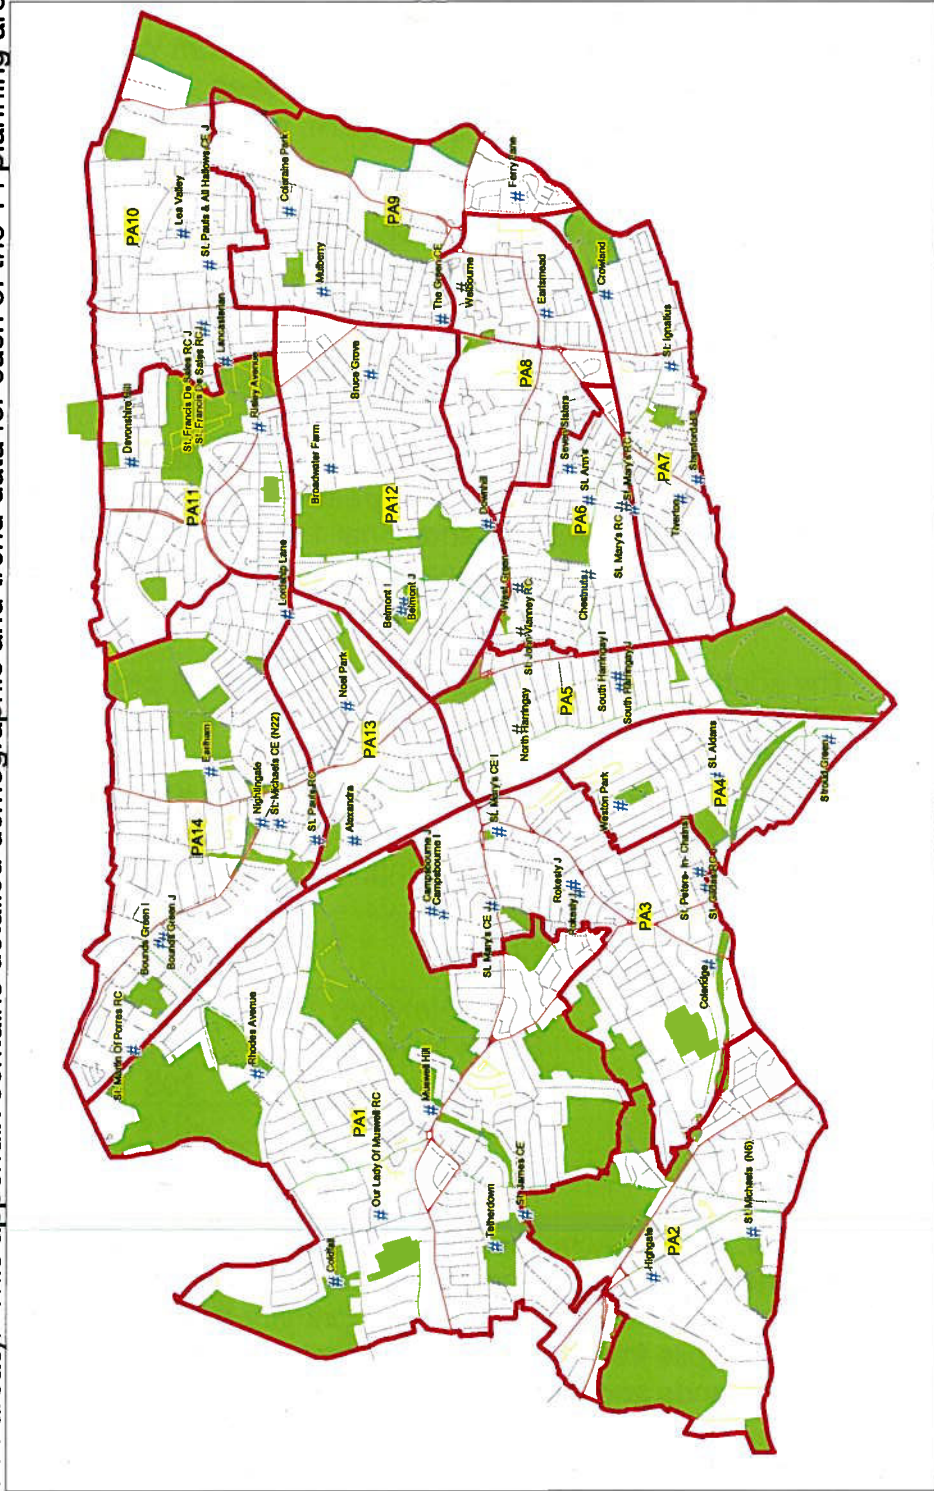 PA10
Lea Valley
St. Pauls & All Hallows CE J
Coleraine Park
PA9
Ferry Lane
Mulberry
The Green CE
Welbourne
Earlsmead
Crowland
St. Francis De Sales RC J
St. Francis De Sales RC I
Lancasterian
Risley Avenue
Devonshire Hill
Bruce Grove
PA8
St. Ignatius
PA11
Broadwater Farm
PA12
Downhill
Seven Sisters
St. Ann's
PA6
St. Mary's RC J
St. Mary's RC I
PA7
Stamford Hill
Tiverton
Chestnuts
West Green
St. John Vianney RC
Lordship Lane
Belmont I
Belmont J
Noel Park
PA13
North Harringay
PA5
South Harringay I
South Harringay J
Earlham
Nightingale
St. Michaels CE (N22)
St. Pauls RC
Alexandra
PA14
Bounds Green I
Bounds Green J
St. Martin Of Porres RC
St. Mary's CE I
Weston Park
St. Aidans
PA4
Stroud Green
Campsbourne J
Campsbourne I
Rokesly J
Rokesly I
St. Mary's CE J
PA3
St. Peters- In- Chains I
St. Gildas RC J
Coleridge
Rhodes Avenue
PA1
Our Lady Of Muswell RC
Muswell Hill
Coldfall
Tetherdown
St. James CE
Highgate
PA2
St. Michaels (N6)